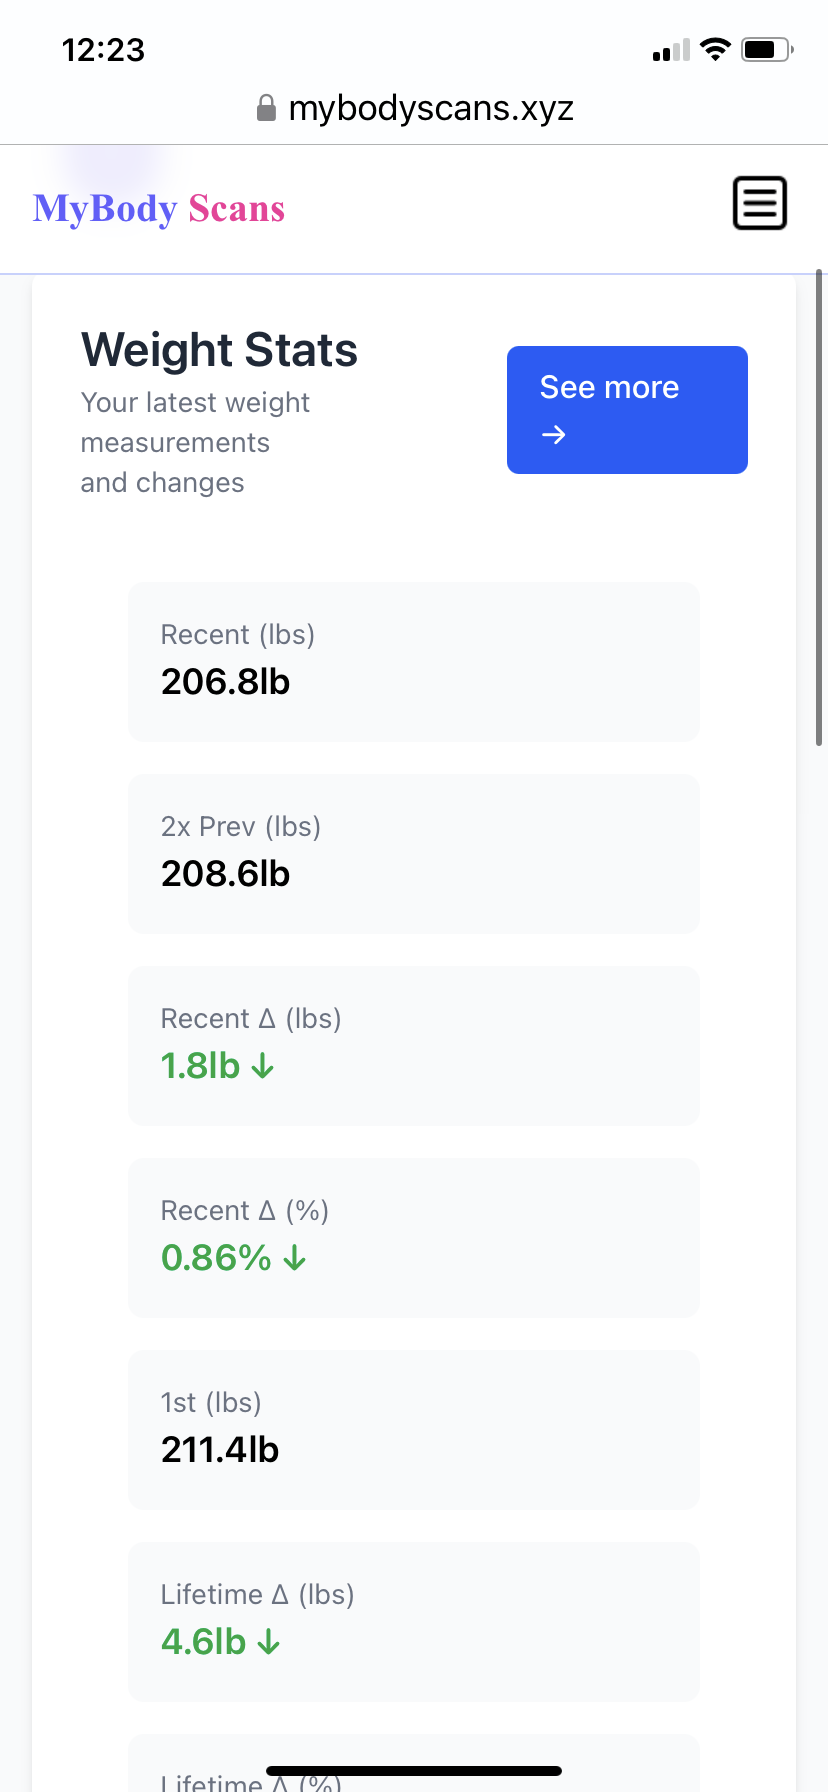 12:23
mybodyscans.xyz
MyBody Scans
Weight Stats
Your latest weight
measurements
and changes
See more
→
Recent (lbs)
206.8lb
2x Prev (lbs)
208.6lb
Recent Δ (lbs)
1.8lb ↓
Recent Δ (%)
0.86% ↓
1st (lbs)
211.4lb
Lifetime Δ (lbs)
4.6lb ↓
Lifetime Δ (%)